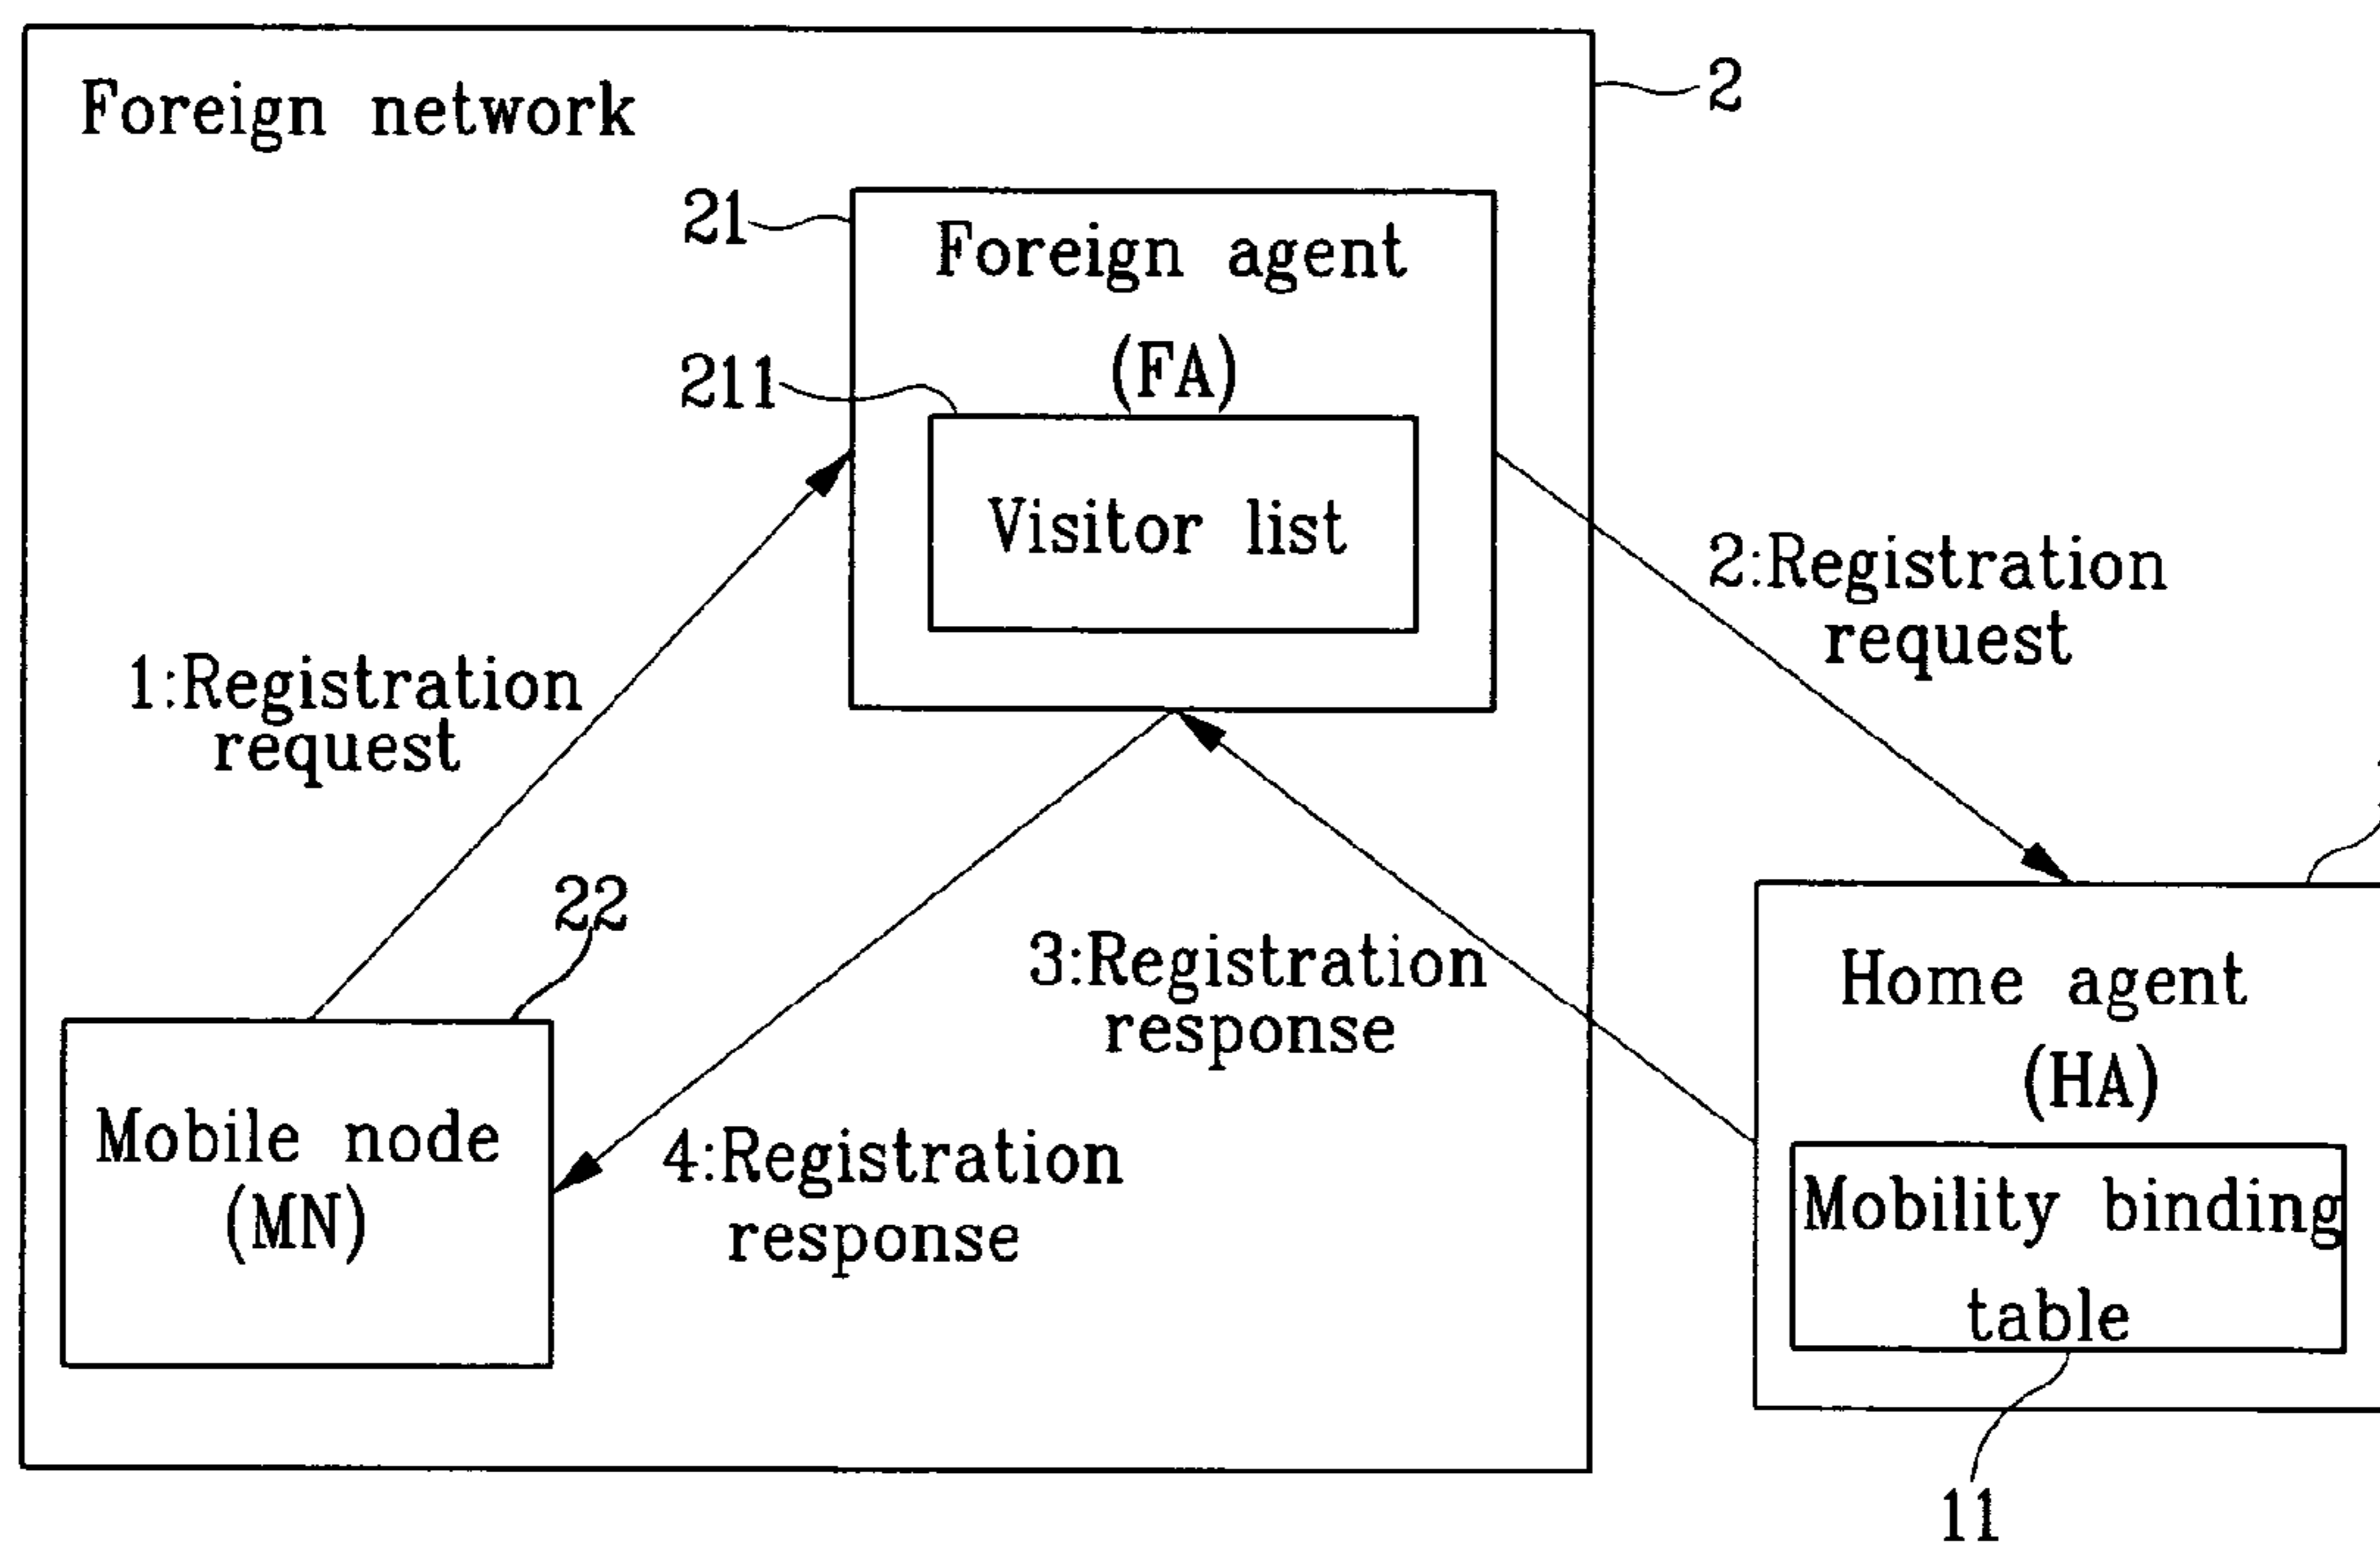 Foreign network
2
21
Foreign agent
(FA)
211
Visitor list
1:Registration
request
2:Registration
request
22
Mobile node
(MN)
3:Registration
response
4:Registration
response
Home agent
(HA)
Mobility binding
table
11